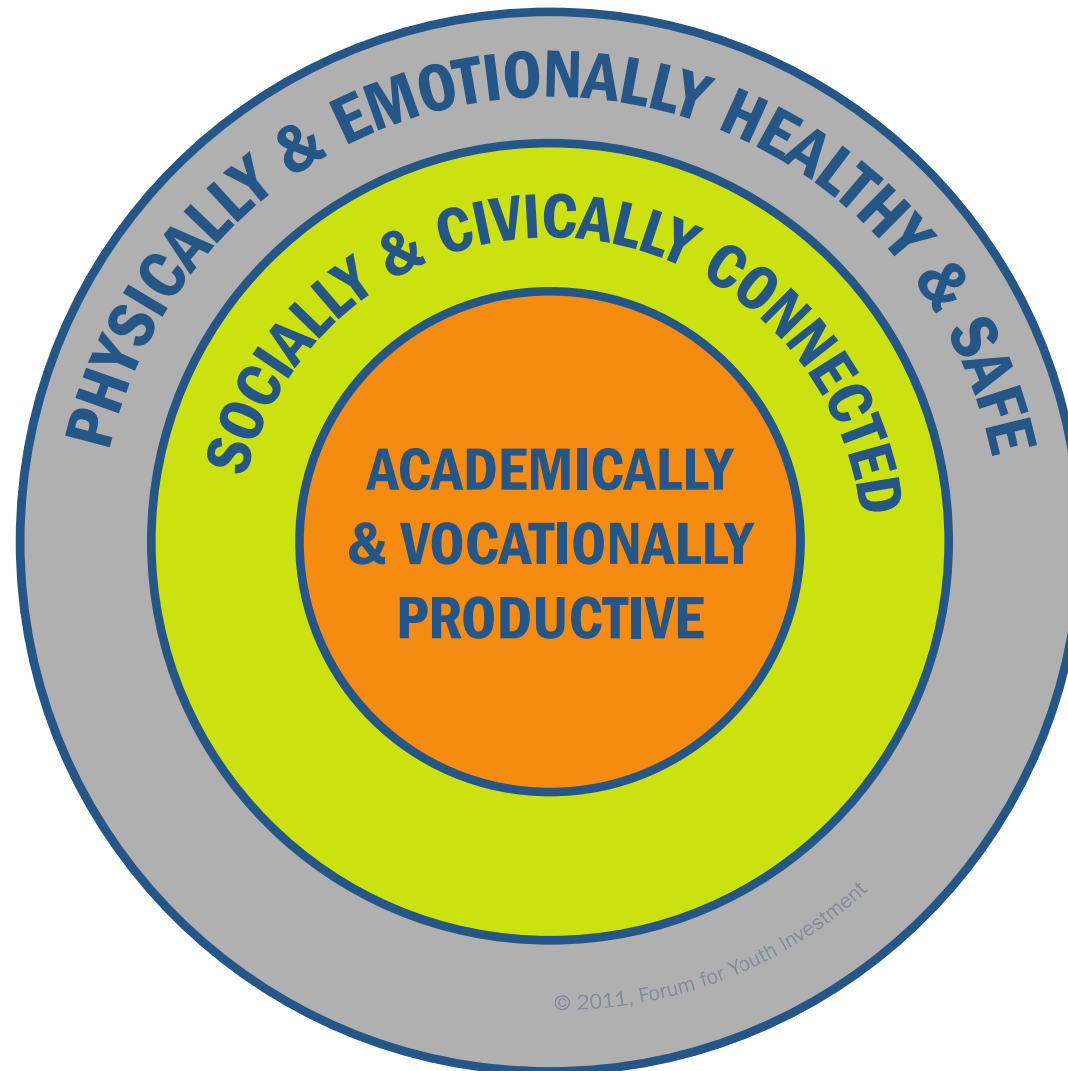 PHYSICALLY & EMOTIONALLY HEALTHY & SAFE
SOCIALLY & CIVICALLY CONNECTED
ACADEMICALLY
& VOCATIONALLY
PRODUCTIVE
© 2011, Forum for Youth Investment